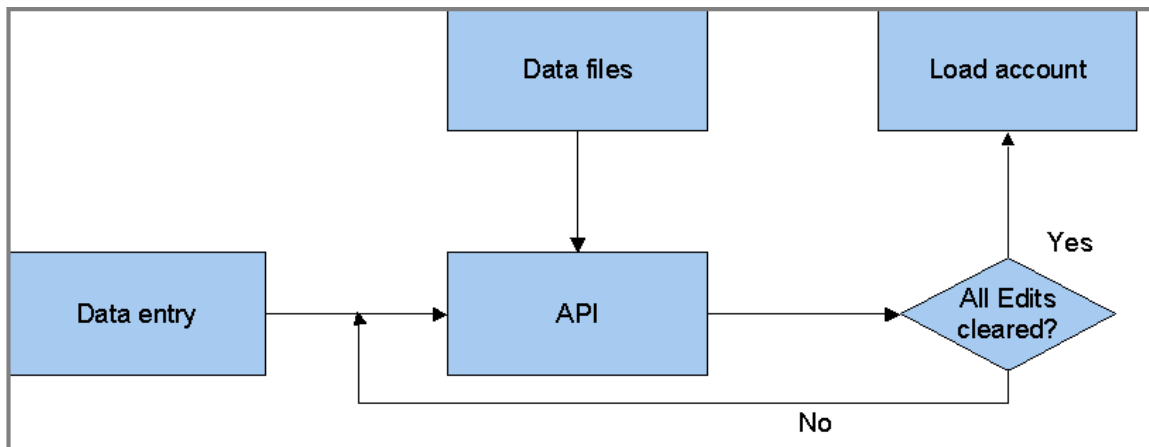 Data files
Load account
Yes
Data entry
API
All Edits
cleared?
No